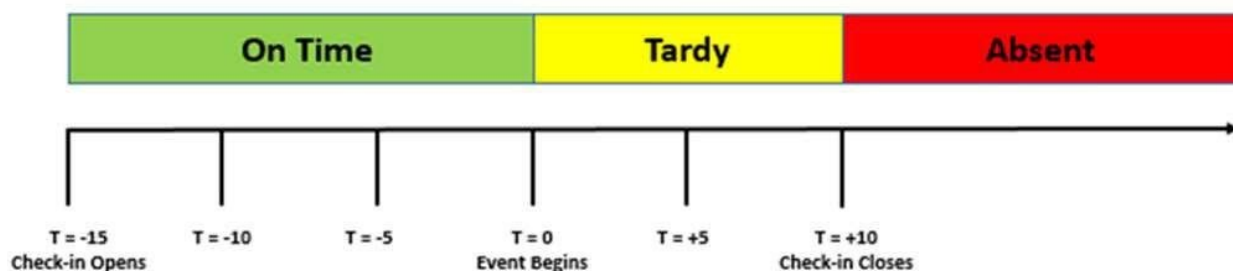 On Time Tardy Absent
T = -15 T = -10 T = -5 T = 0 T = +5 T = +10
Check-in Opens Event Begins Check-in Closes